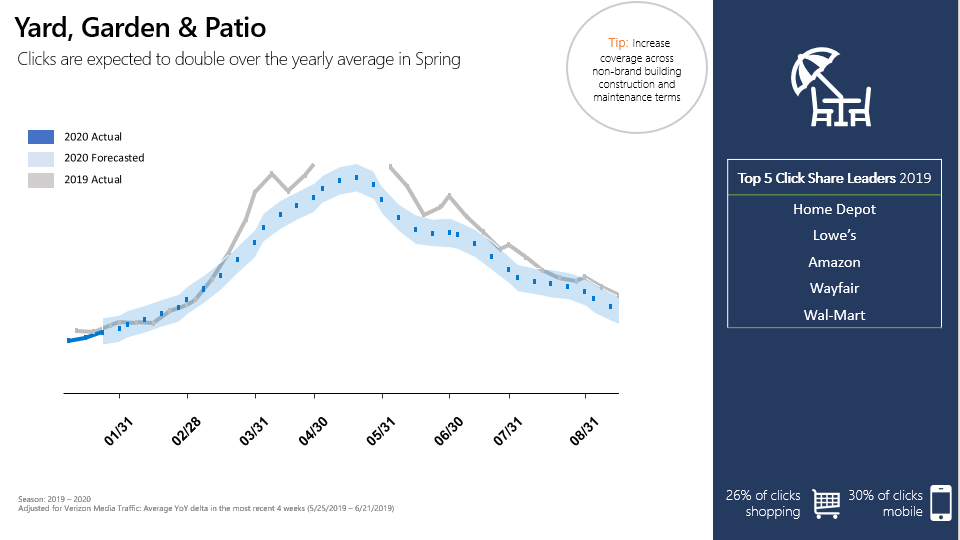 Yard, Garden & Patio
Clicks are expected to double over the yearly average in Spring
Tip: Increase
coverage across
non-brand building
construction and
maintenance terms
2020 Actual
2020 Forecasted
2019 Actual
01/31
02/28
03/31
04/30
05/31
06/30
07/31
08/31
Season: 2019 – 2020
Adjusted for Verizon Media Traffic: Average YoY delta in the most recent 4 weeks (5/25/2019 – 6/21/2019)
Top 5 Click Share Leaders 2019
Home Depot
Lowe's
Amazon
Wayfair
Wal-Mart
26% of clicks
shopping
30% of clicks
mobile